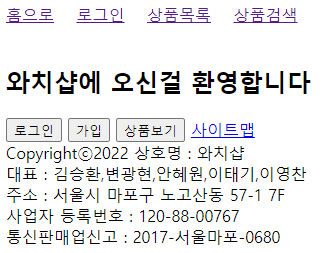 홈으로 로그인 상품목록 상품검색
와치샵에 오신걸 환영합니다
로그인 가입 상품보기 사이트맵
Copyrightⓒ2022 상호명 : 와치샵
대표 : 김승환,변광현,안혜원,이태기,이영찬
주소 : 서울시 마포구 노고산동 57-1 7F
사업자 등록번호 : 120-88-00767
통신판매업신고 : 2017-서울마포-0680